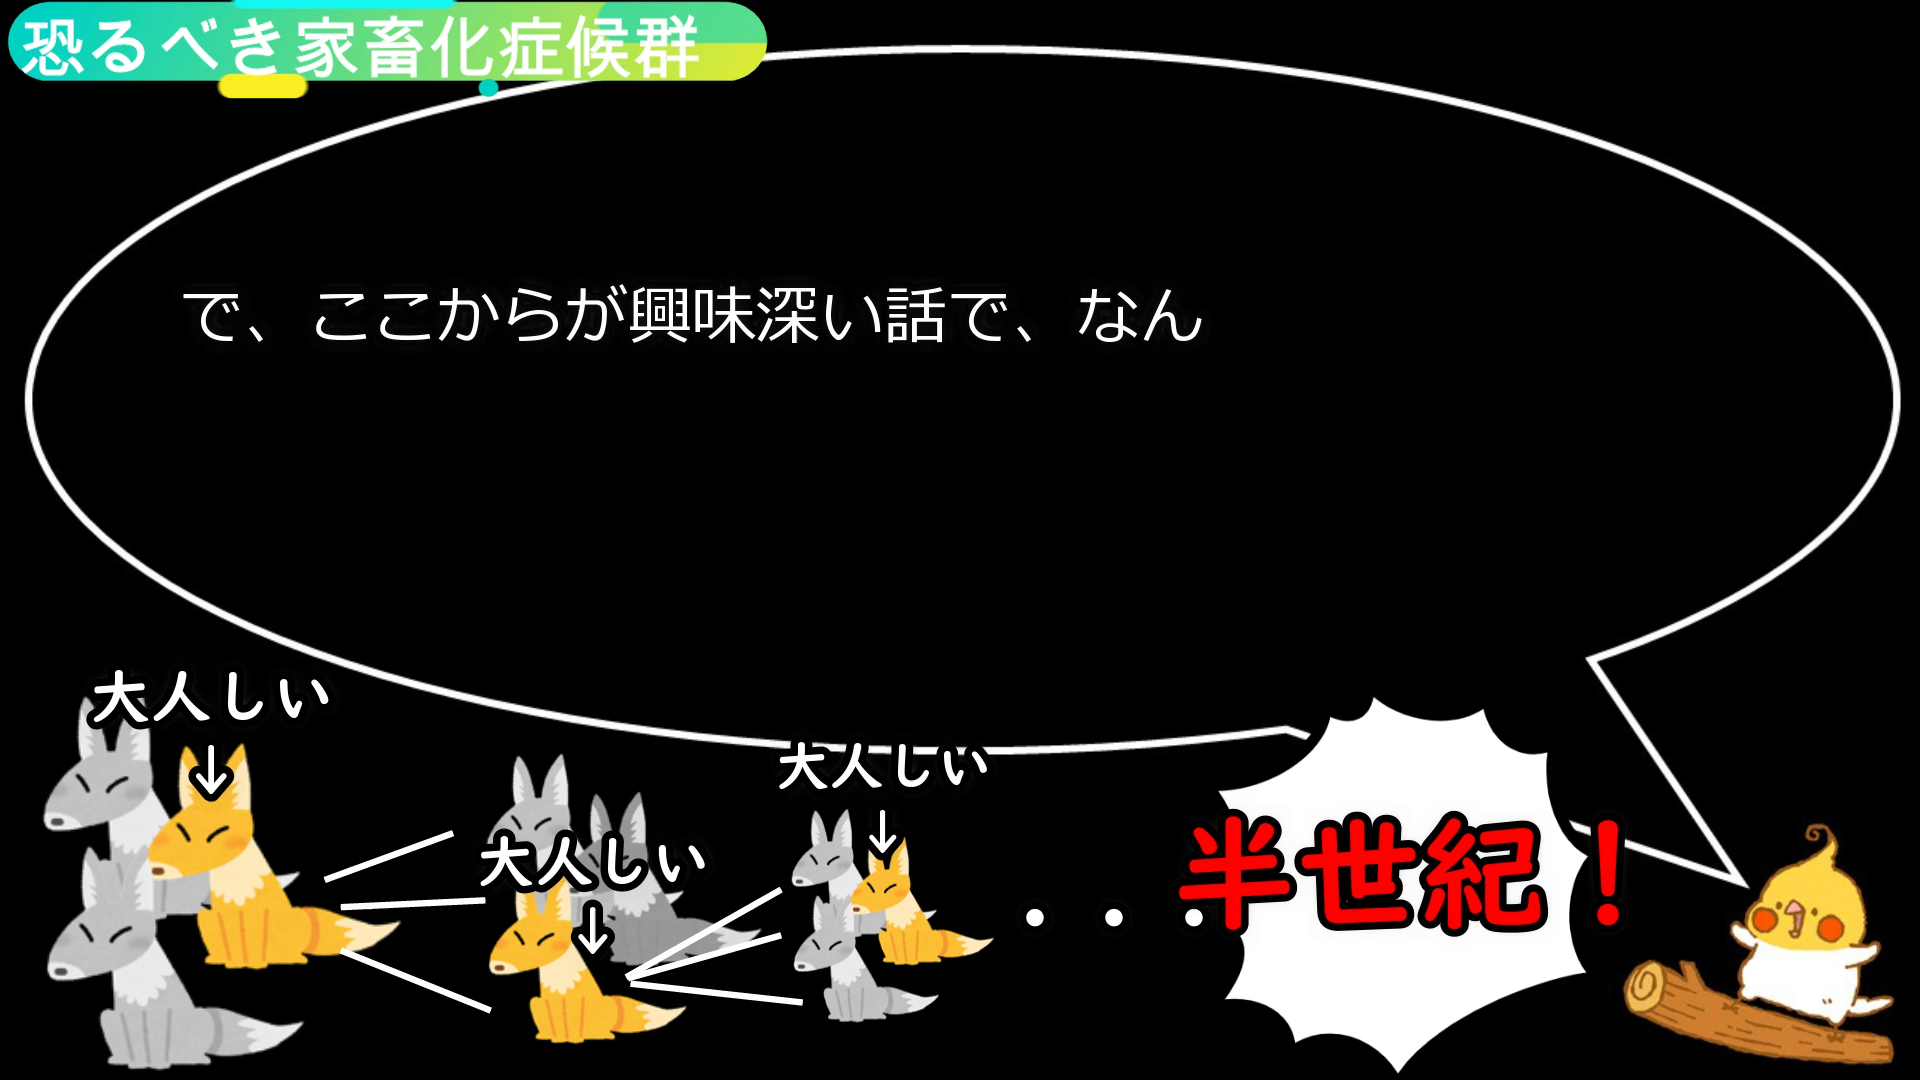 恐るべき家畜化症候群
で、ここからが興味深い話で、なん
大人しい
↓
大人しい
↓
大人しい
↓
・・・半世紀！